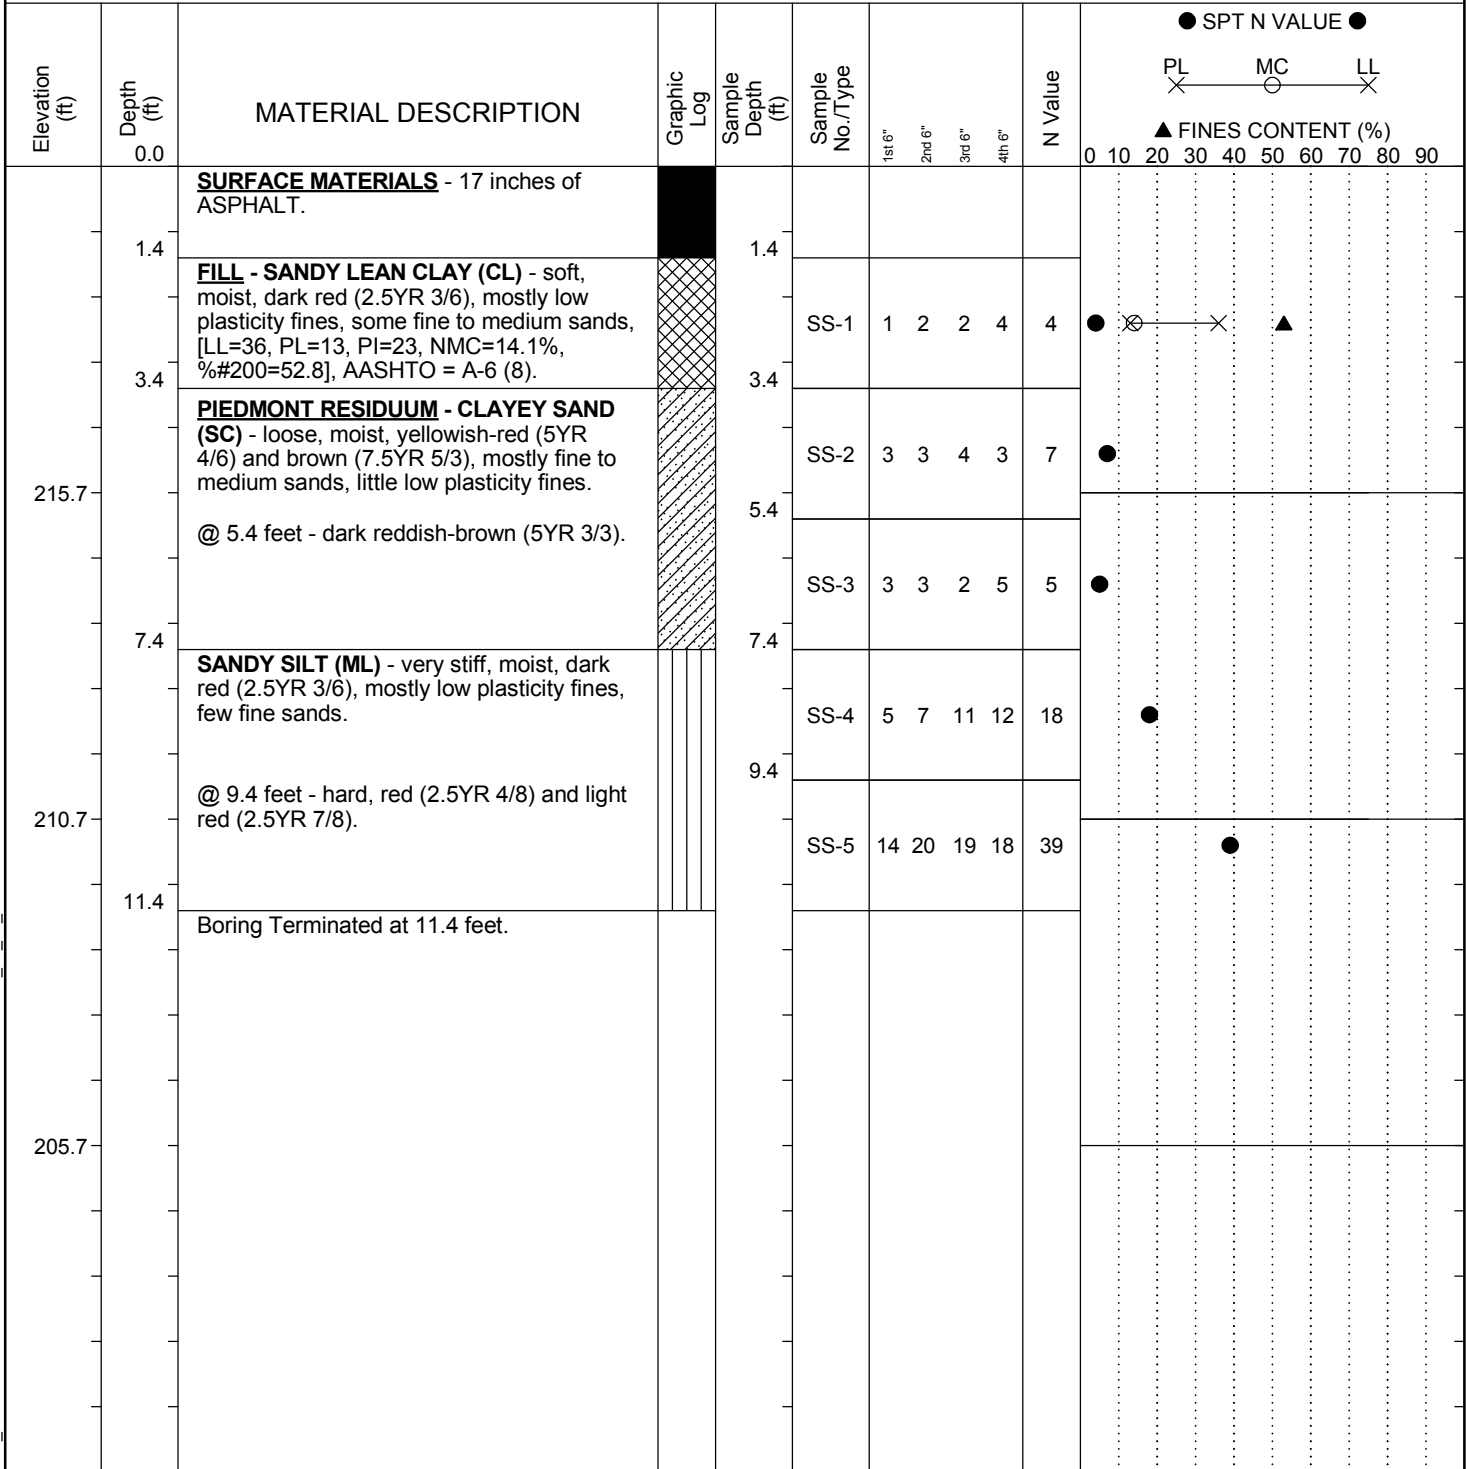 ● SPT N VALUE ●
PL MC LL
▲ FINES CONTENT (%)
0 10 20 30 40 50 60 70 80 90
Elevation
(ft)
Depth
(ft)
0.0
MATERIAL DESCRIPTION
Graphic
Log
Sample
Depth
(ft)
Sample
No./Type
1st 6"
2nd 6"
3rd 6"
4th 6"
N Value
SURFACE MATERIALS - 17 inches of
ASPHALT.
1.4 1.4
FILL - SANDY LEAN CLAY (CL) - soft,
moist, dark red (2.5YR 3/6), mostly low
plasticity fines, some fine to medium sands,
[LL=36, PL=13, PI=23, NMC=14.1%,
%#200=52.8], AASHTO = A-6 (8).
SS-1 1 2 2 4 4
3.4 3.4
PIEDMONT RESIDUUM - CLAYEY SAND
(SC) - loose, moist, yellowish-red (5YR
4/6) and brown (7.5YR 5/3), mostly fine to
medium sands, little low plasticity fines.
SS-2 3 3 4 3 7
215.7
5.4
@ 5.4 feet - dark reddish-brown (5YR 3/3).
SS-3 3 3 2 5 5
7.4 7.4
SANDY SILT (ML) - very stiff, moist, dark
red (2.5YR 3/6), mostly low plasticity fines,
few fine sands.
SS-4 5 7 11 12 18
9.4
@ 9.4 feet - hard, red (2.5YR 4/8) and light
red (2.5YR 7/8).
210.7
SS-5 14 20 19 18 39
11.4
Boring Terminated at 11.4 feet.
205.7